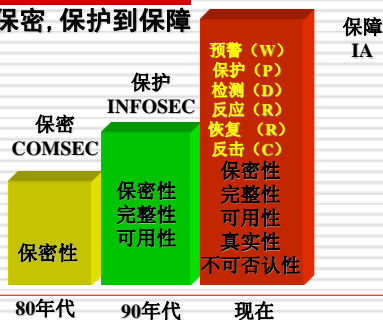 保密,保护到保障
保障
IA
预警（W）
保护（P）
检测（D）
反应（R）
恢复 （R）
反击（C）
保密性
完整性
可用性
真实性
不可否认性
保护
INFOSEC
保密性
完整性
可用性
保密
COMSEC
保密性
80年代
90年代
现在